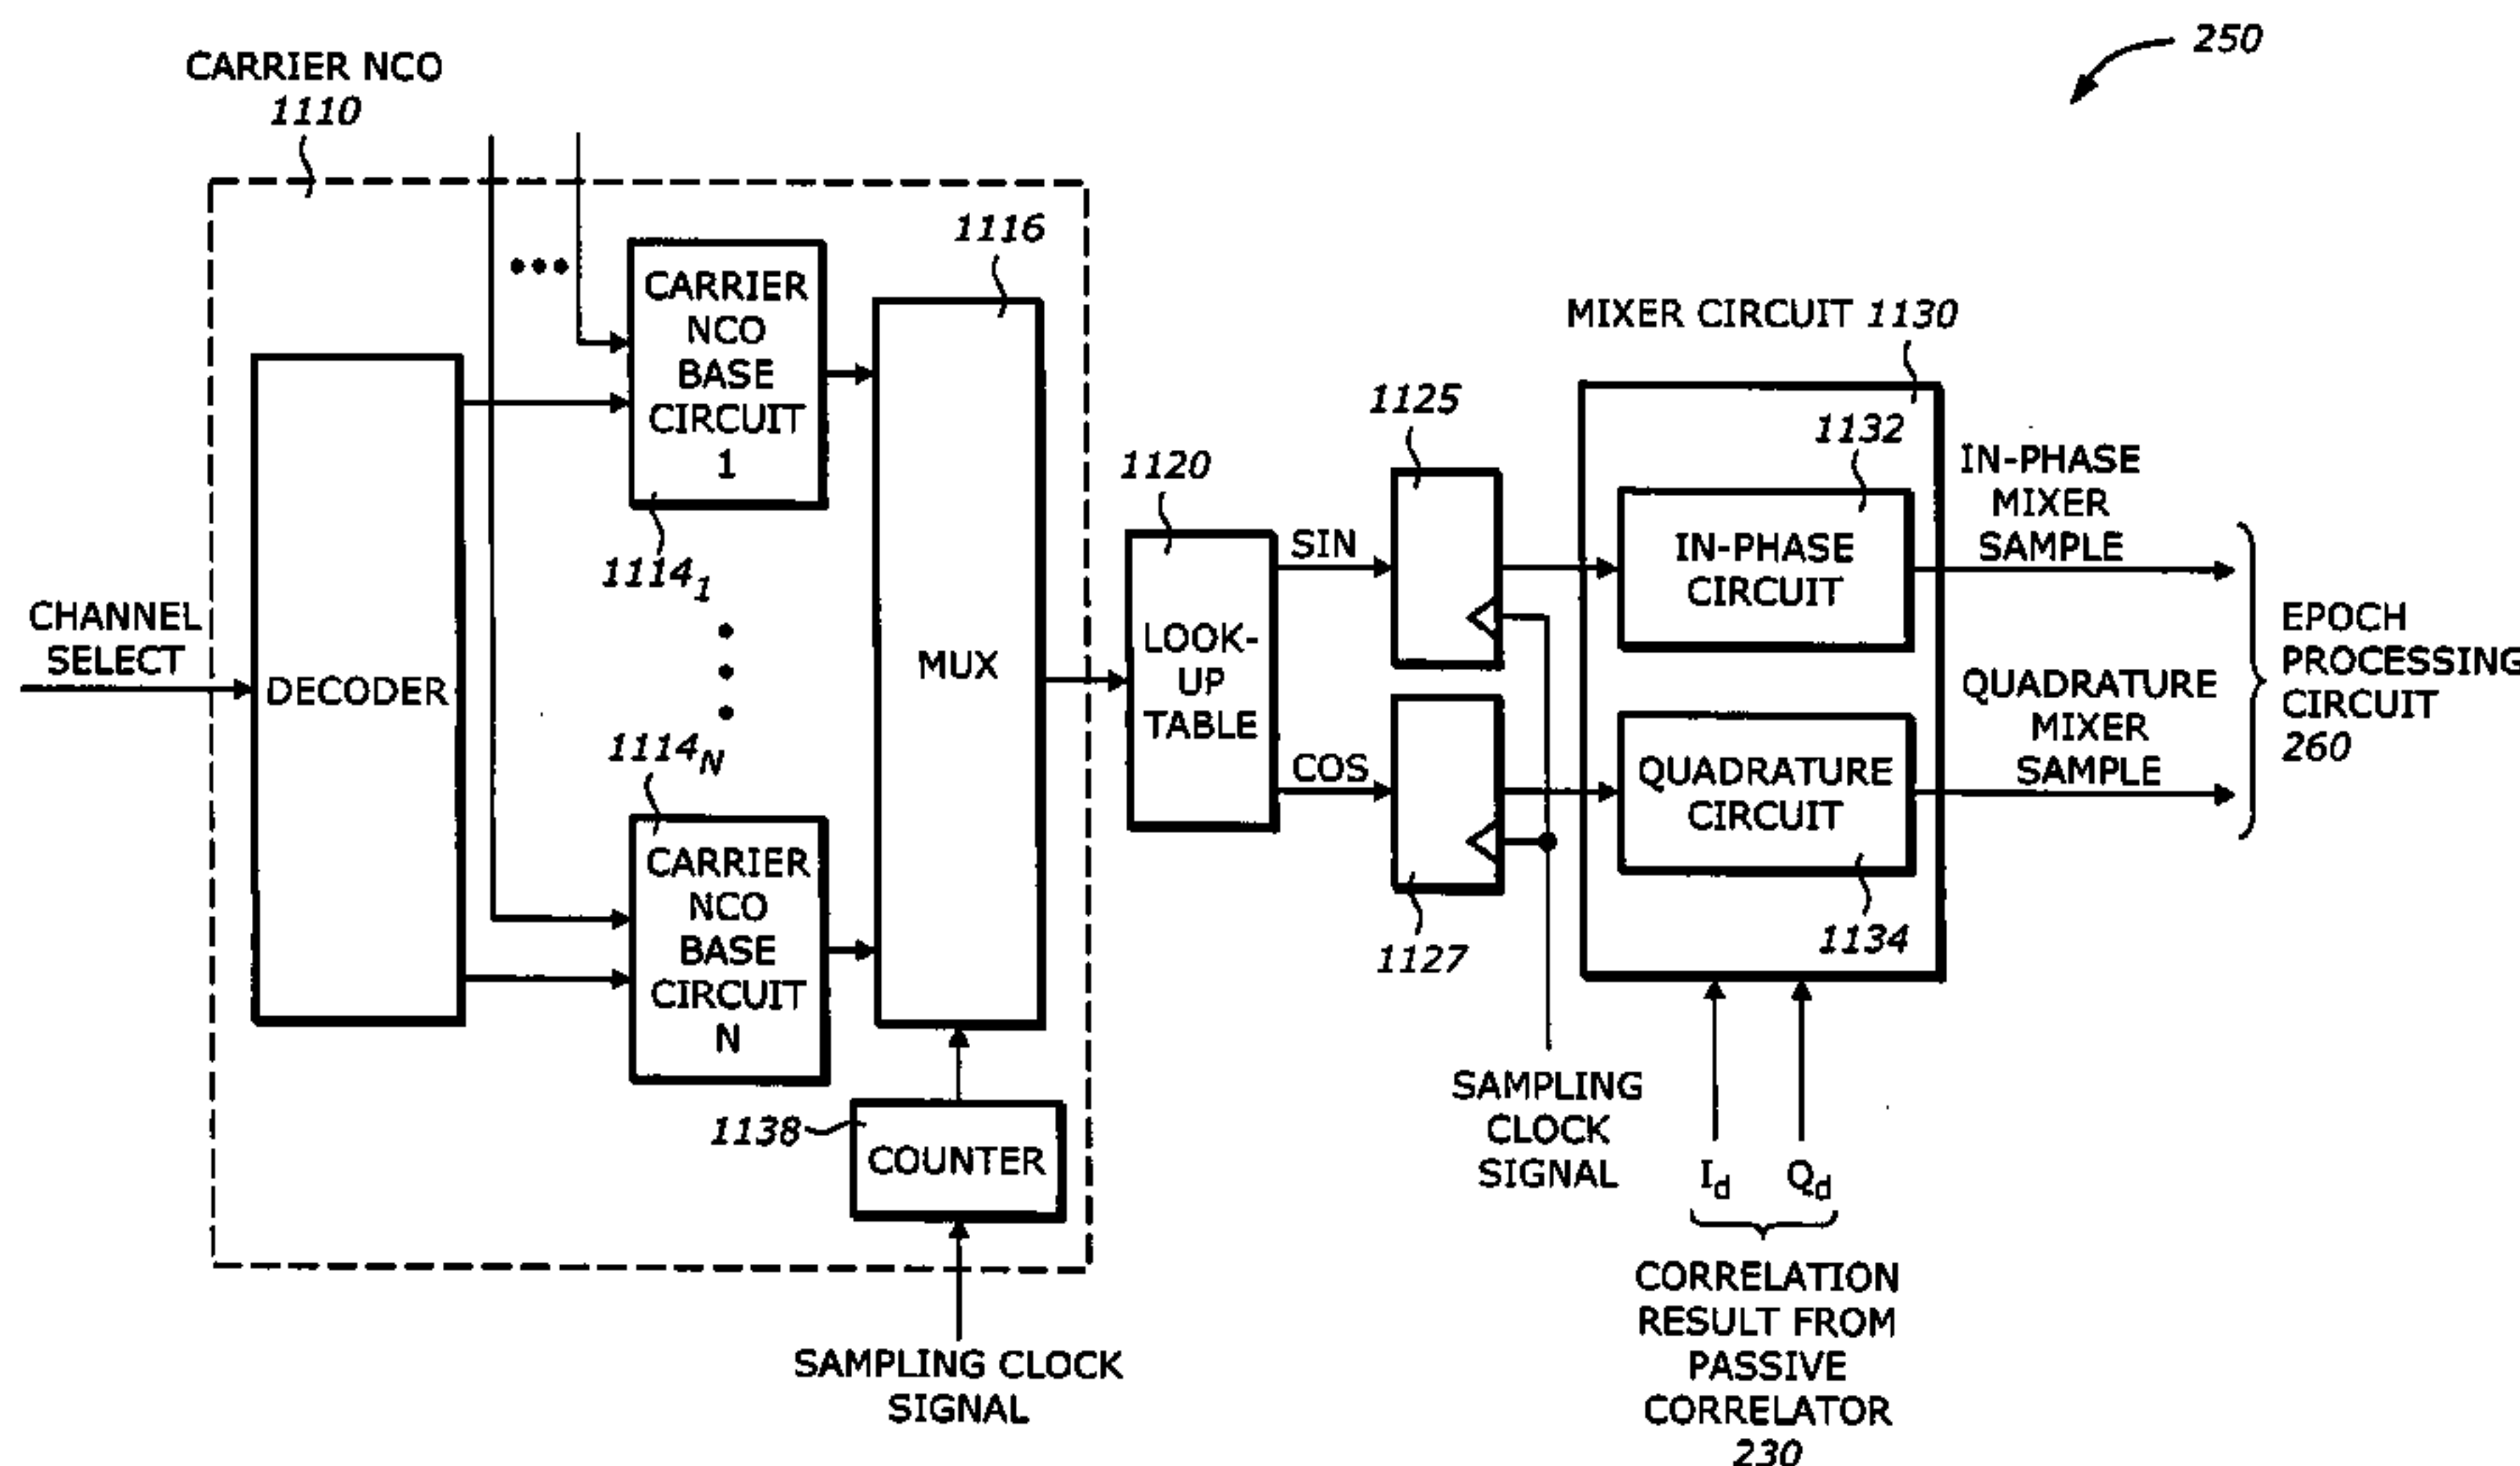 250
CARRIER NCO
1110
1116
CARRIER
NCO
BASE
CIRCUIT
1
1114₁
CHANNEL
SELECT
DECODER
MUX
1114N
CARRIER
NCO
BASE
CIRCUIT
N
1138
COUNTER
SAMPLING CLOCK
SIGNAL
1120
LOOK-
UP
TABLE
SIN
COS
1125
1127
SAMPLING
CLOCK
SIGNAL
MIXER CIRCUIT 1130
1132
IN-PHASE
CIRCUIT
QUADRATURE
CIRCUIT
1134
IN-PHASE
MIXER
SAMPLE
QUADRATURE
MIXER
SAMPLE
EPOCH
PROCESSING
CIRCUIT
260
Id Qd
CORRELATION
RESULT FROM
PASSIVE
CORRELATOR
230